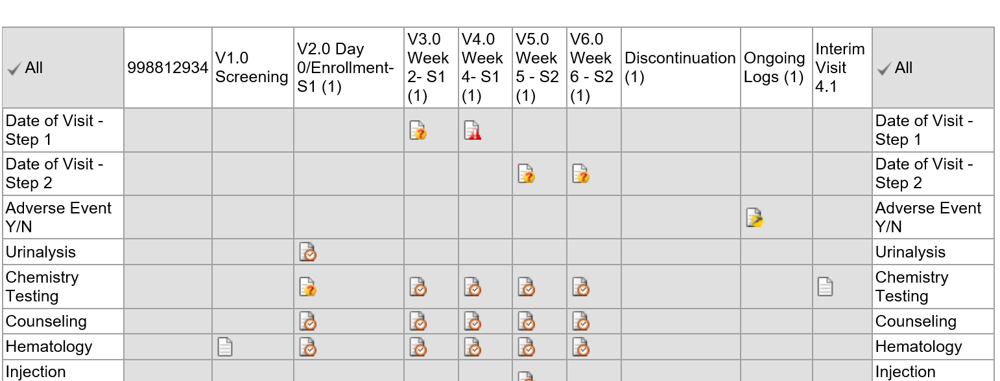 All
998812934
V1.0
Screening
V2.0 Day
0/Enrollment-
S1 (1)
V3.0
Week
2- S1
(1)
V4.0
Week
4- S1
(1)
V5.0
Week
5 - S2
(1)
V6.0
Week
6 - S2
(1)
Discontinuation
(1)
Ongoing
Logs (1)
Interim
Visit
4.1
All
Date of Visit -
Step 1
Date of Visit -
Step 1
Date of Visit -
Step 2
Date of Visit -
Step 2
Adverse Event
Y/N
Adverse Event
Y/N
Urinalysis
Urinalysis
Chemistry
Testing
Chemistry
Testing
Counseling
Counseling
Hematology
Hematology
Injection
Injection